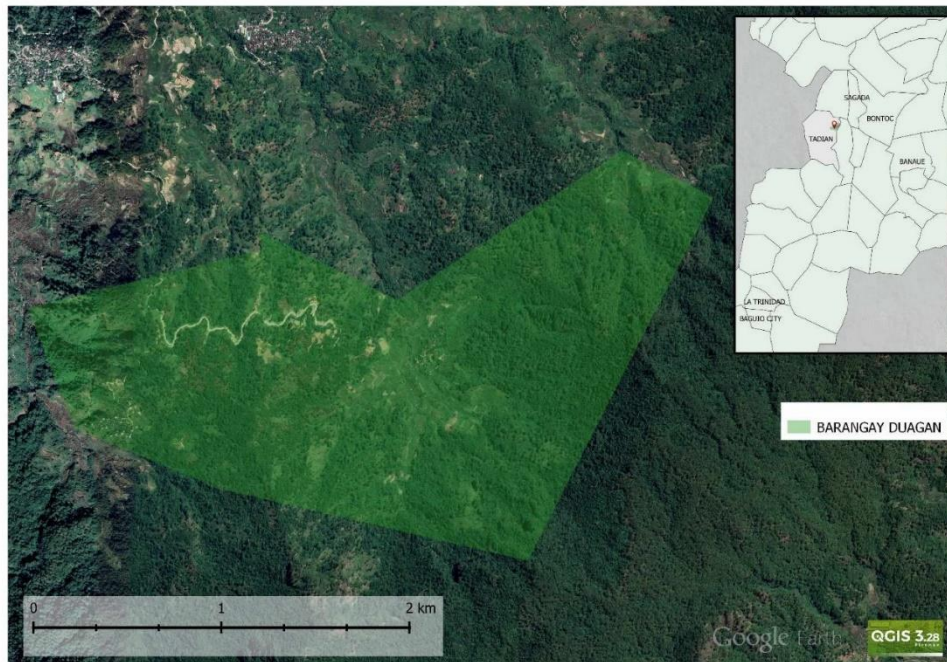 SAGADA
BONTOC
TADIAN
BANAUE
LA TRINIDAD
BAGUIO CITY
BARANGAY DUAGAN
0 1 2 km
Google Earth
QGIS 3.28